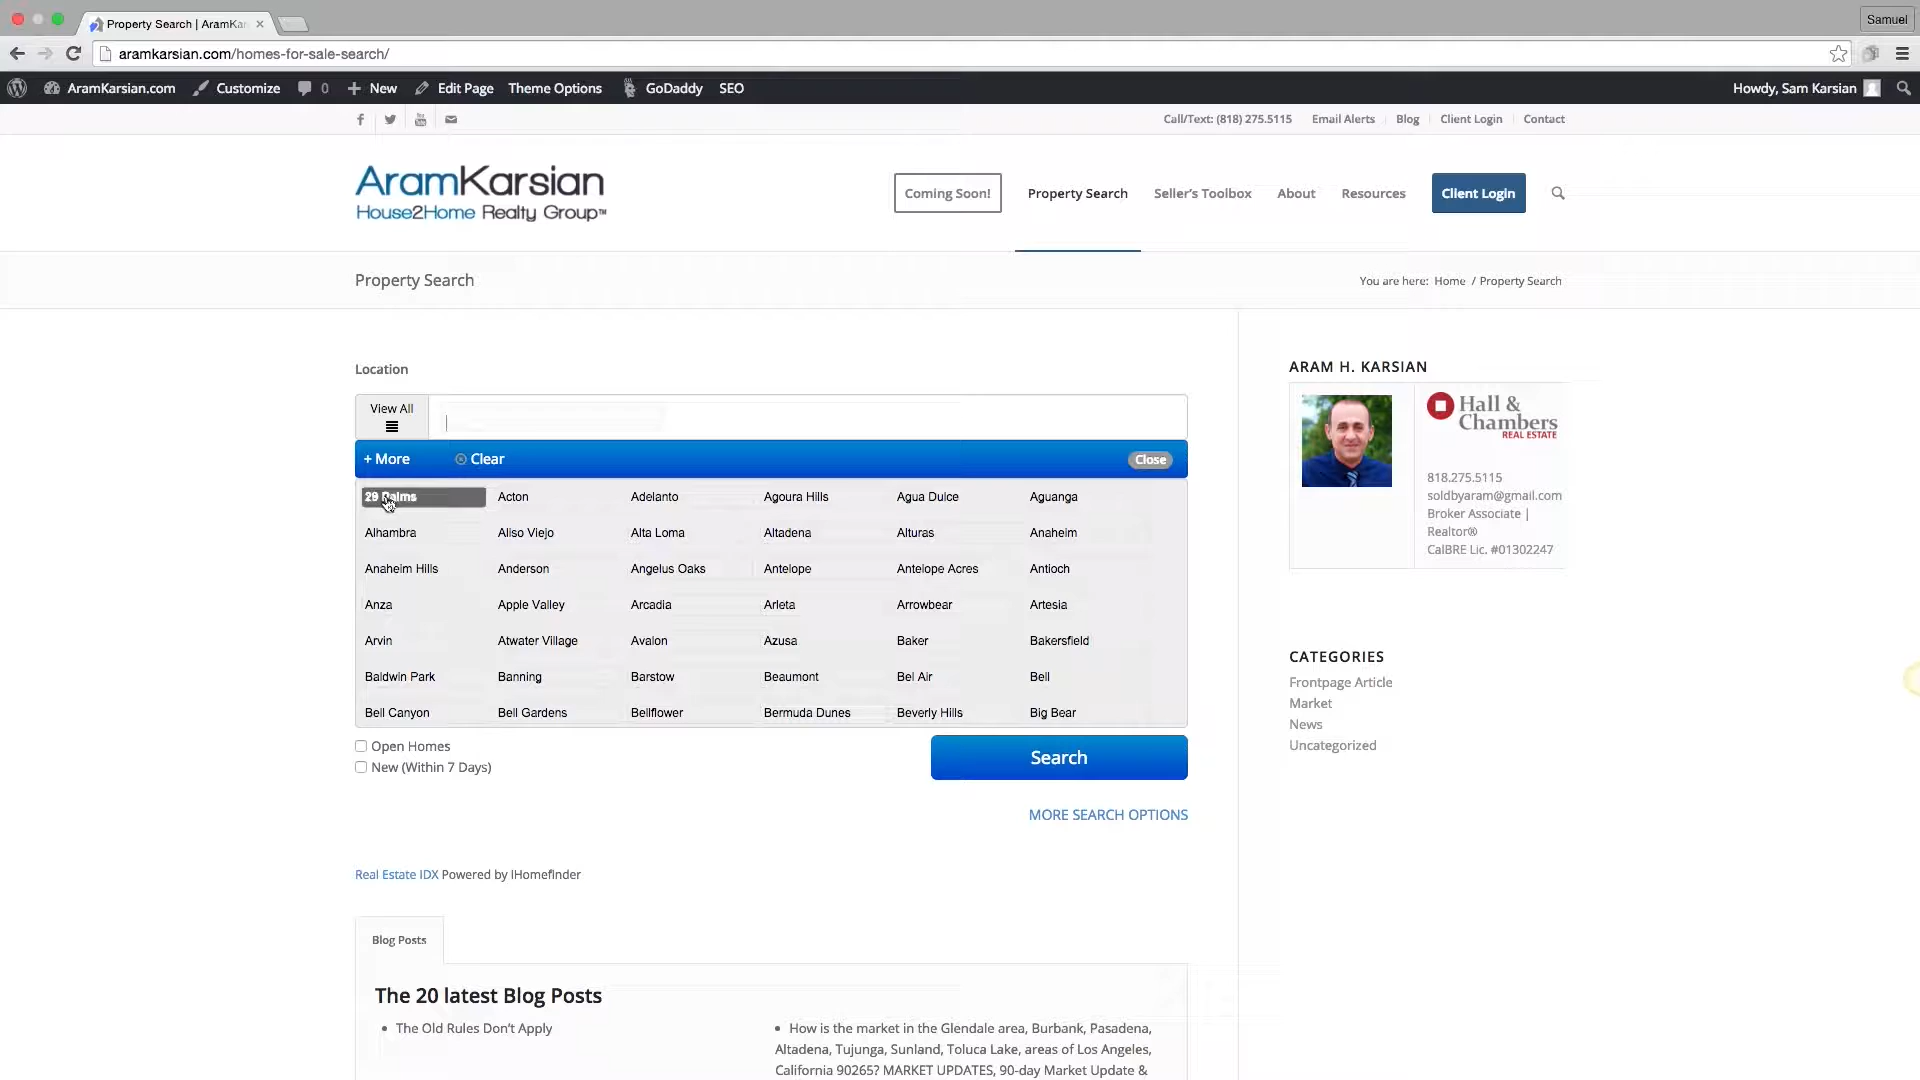 Property Search | AramKar
Samuel
aramkarsian.com/homes-for-sale-search/
AramKarsian.com Customize 0 New Edit Page Theme Options GoDaddy SEO Howdy, Sam Karsian
Call/Text: (818) 275.5115 Email Alerts Blog Client Login Contact
AramKarsian
House2Home Realty Group™
Coming Soon! Property Search Seller's Toolbox About Resources Client Login
Property Search
You are here: Home / Property Search
Location
View All
+ More Clear Close
29 Palms Acton Adelanto Agoura Hills Agua Dulce Aguanga
Alhambra Aliso Viejo Alta Loma Altadena Alturas Anaheim
Anaheim Hills Anderson Angelus Oaks Antelope Antelope Acres Antioch
Anza Apple Valley Arcadia Arleta Arrowbear Artesia
Arvin Atwater Village Avalon Azusa Baker Bakersfield
Baldwin Park Banning Barstow Beaumont Bel Air Bell
Bell Canyon Bell Gardens Bellflower Bermuda Dunes Beverly Hills Big Bear
Open Homes
New (Within 7 Days)
Search
MORE SEARCH OPTIONS
Real Estate IDX Powered by iHomefinder
Blog Posts
The 20 latest Blog Posts
• The Old Rules Don't Apply
• How is the market in the Glendale area, Burbank, Pasadena,
Altadena, Tujunga, Sunland, Toluca Lake, areas of Los Angeles,
California 90265? MARKET UPDATES, 90-day Market Update &
ARAM H. KARSIAN
Hall &
Chambers
REAL ESTATE
818.275.5115
soldbyaram@gmail.com
Broker Associate |
Realtor®
CalBRE Lic. #01302247
CATEGORIES
Frontpage Article
Market
News
Uncategorized